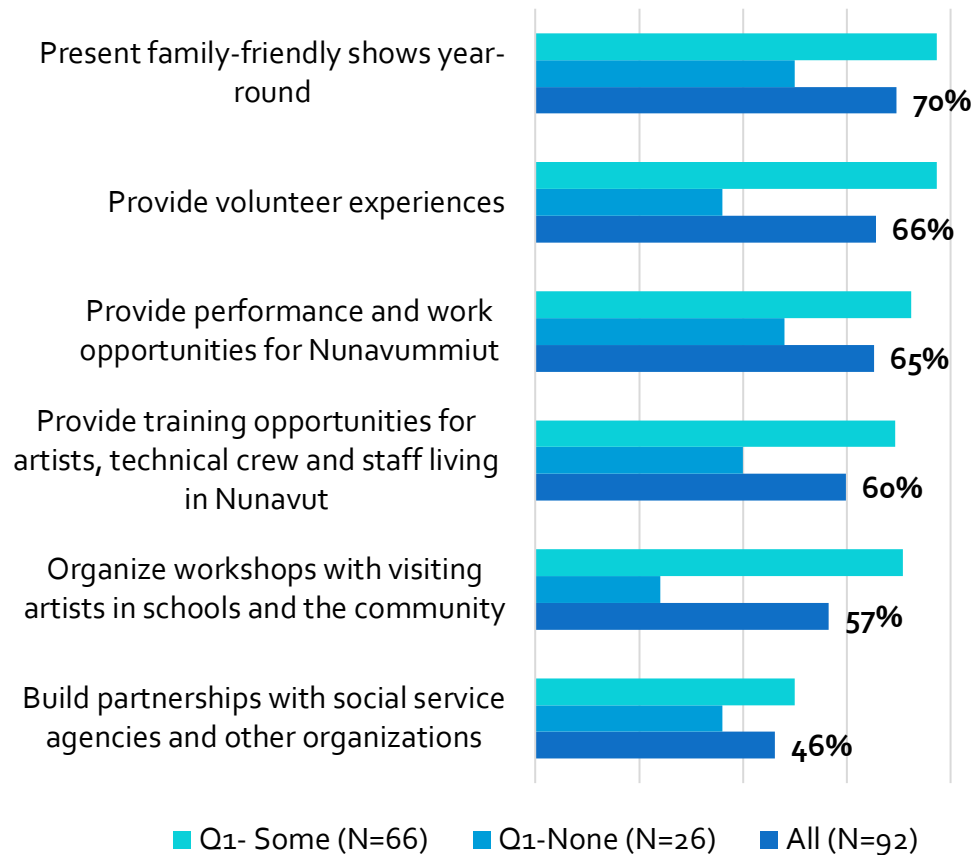 Present family-friendly shows year-
round
70%
Provide volunteer experiences
66%
Provide performance and work
opportunities for Nunavummiut
65%
Provide training opportunities for
artists, technical crew and staff living
in Nunavut
60%
Organize workshops with visiting
artists in schools and the community
57%
Build partnerships with social service
agencies and other organizations
46%
Q1- Some (N=66) Q1-None (N=26) All (N=92)